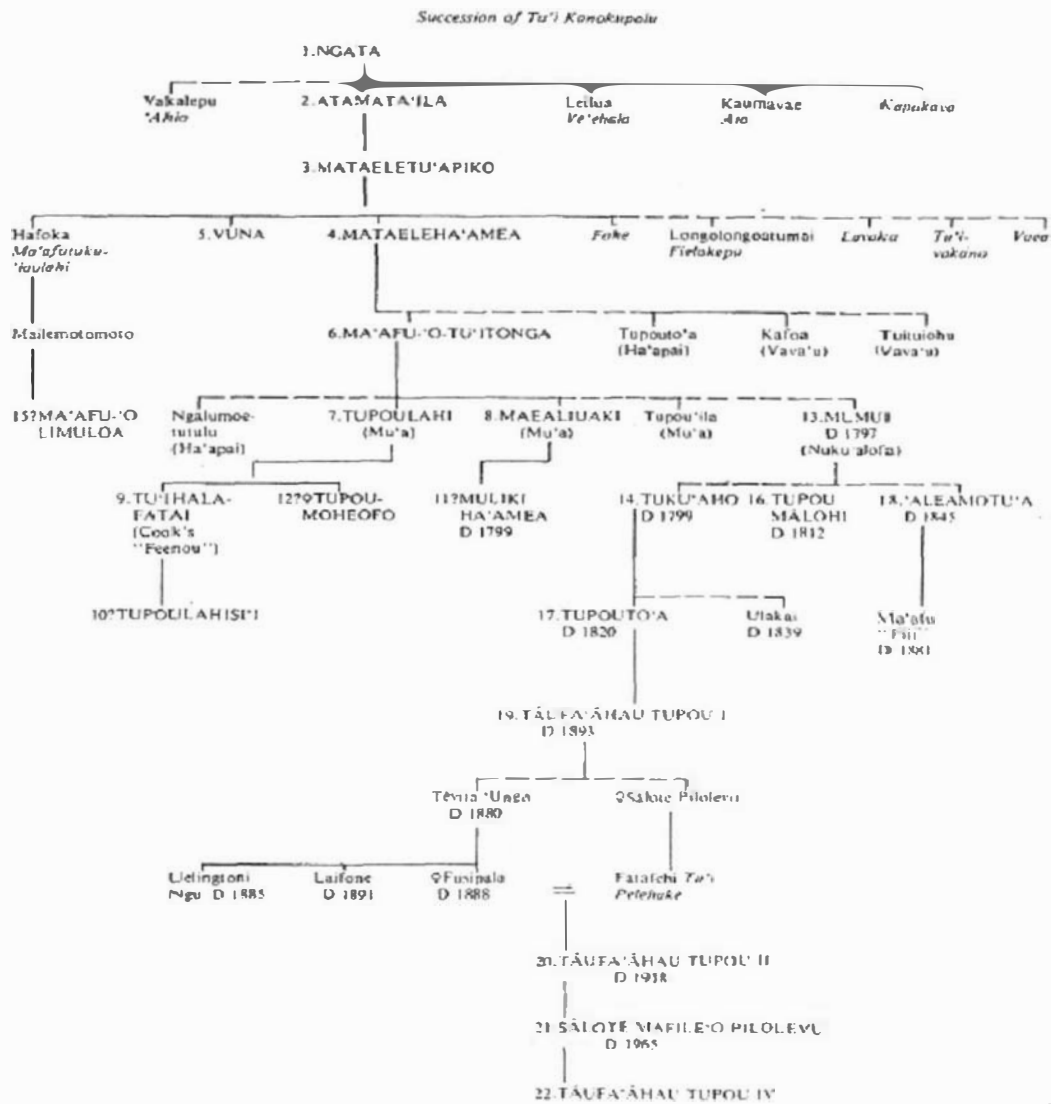 Succession of Tu'i Kanokupolu
1.NGATA
Vakalepu
'Ahio
2. ATAMATA'ILA
Leilua
Ve'ehala
Kaumavae
Ata
Kapukava
3. MATAELETU'APIKO
Hafoka
Ma'afutuku-
'iaulahi
5. VUNA
4. MATAELEHA'AMEA
Fohe
Longolongoatumai
Fielakepu
Lavaka
Tu'i-
vakano
Vaea
Mailemotomoto
6. MA'AFU-'O-TU'ITONGA
Tupouto'a
(Ha'apai)
Kafoa
(Vava'u)
Tuituiohu
(Vava'u)
15?MA'AFU-'O
LIMULOA
Ngalumoe-
tutulu
(Ha'apai)
7. TUPOULAHI
(Mu'a)
8. MAEALIUAKI
(Mu'a)
Tupou'ila
(Mu'a)
13. MUMUI
D 1797
(Nuku'alofa)
9. TU'IHALA-
FATAI
(Cook's
"Feenou")
12?♀TUPOU-
MOHEOFO
11?MULIKI
HA'AMEA
D 1799
14. TUKU'AHO
D 1799
16. TUPOU
MĀLOHI
D 1812
18. 'ALEAMOTU'A
D 1845
10?TUPOULAHISI'I
17. TUPOUTO'A
D 1820
Ulakai
D 1839
Ma'afu
"Fiji"
D 1881
19. TĀUFA'ĀHAU TUPOU I
D 1893
Tēvita 'Unga
D 1880
♀Sālote Pilolevu
Uelingtoni
Ngu D 1885
Laifone
D 1891
♀Fusipala
D 1888
=
Fatafehi Tu'i
Pelehake
20. TĀUFA'ĀHAU TUPOU II
D 1918
21 SĀLOTE MAFILE'O PILOLEVU
D 1965
22. TĀUFA'ĀHAU TUPOU IV